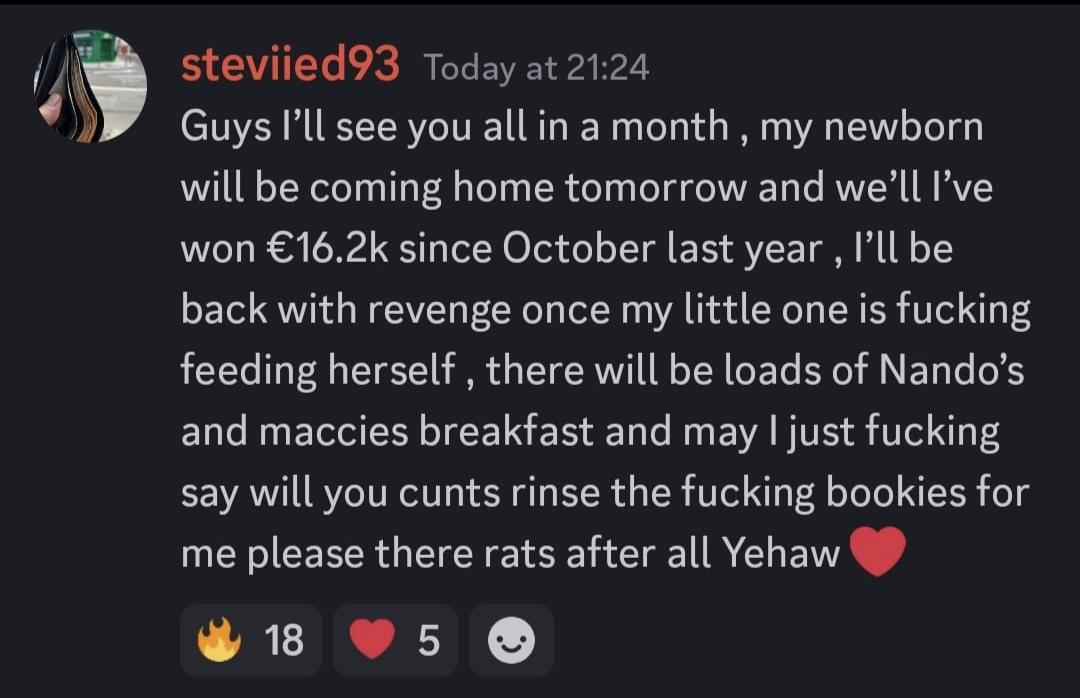 steviied93 Today at 21:24
Guys I’ll see you all in a month , my newborn
will be coming home tomorrow and we’ll I’ve
won €16.2k since October last year , I’ll be
back with revenge once my little one is fucking
feeding herself , there will be loads of Nando’s
and maccies breakfast and may I just fucking
say will you cunts rinse the fucking bookies for
me please there rats after all Yehaw ❤️
🔥 18 ❤️ 5